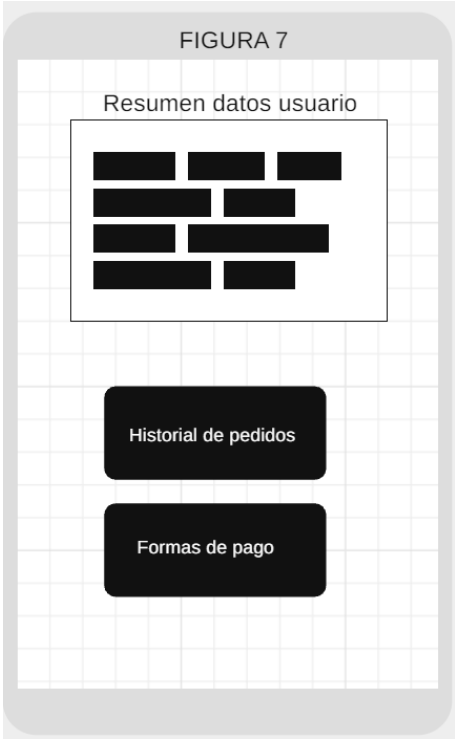 FIGURA 7
Resumen datos usuario
Historial de pedidos
Formas de pago